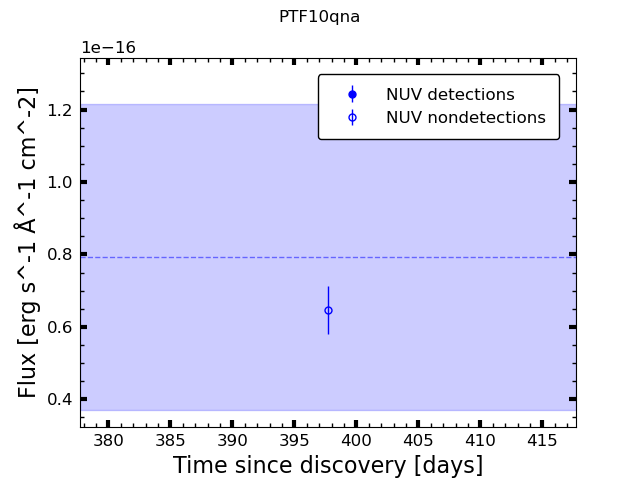 PTF10qna
1e−16
Flux [erg s^-1 Å^-1 cm^-2]
1.2
1.0
0.8
0.6
0.4
NUV detections
NUV nondetections
380 385 390 395 400 405 410 415
Time since discovery [days]